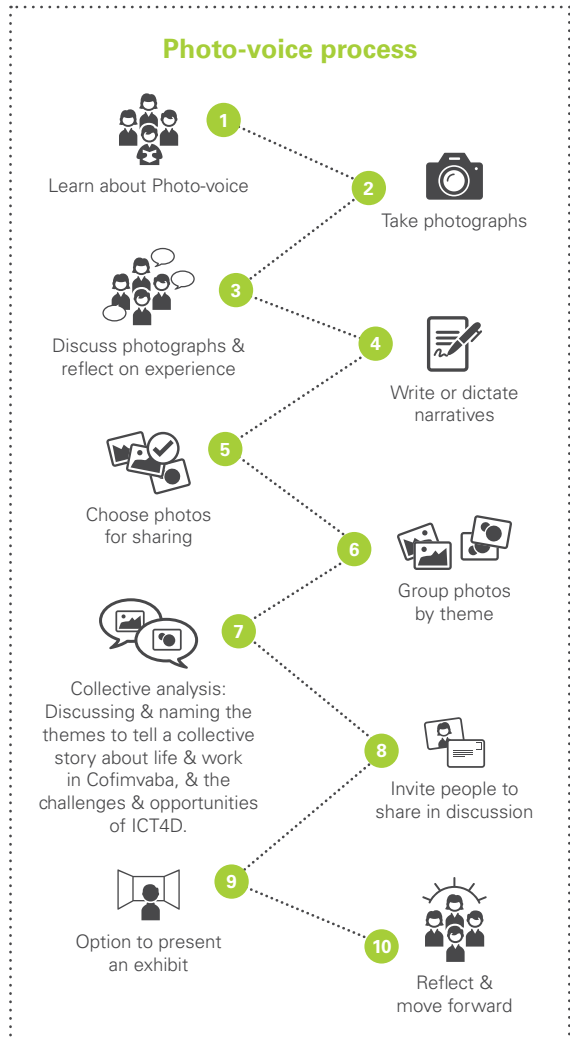 Photo-voice process
1
Learn about Photo-voice
2
Take photographs
3
Discuss photographs &
reflect on experience
4
Write or dictate
narratives
5
Choose photos
for sharing
6
Group photos
by theme
7
Collective analysis:
Discussing & naming the
themes to tell a collective
story about life & work
in Cofimvaba, & the
challenges & opportunities
of ICT4D.
8
Invite people to
share in discussion
9
Option to present
an exhibit
10
Reflect &
move forward